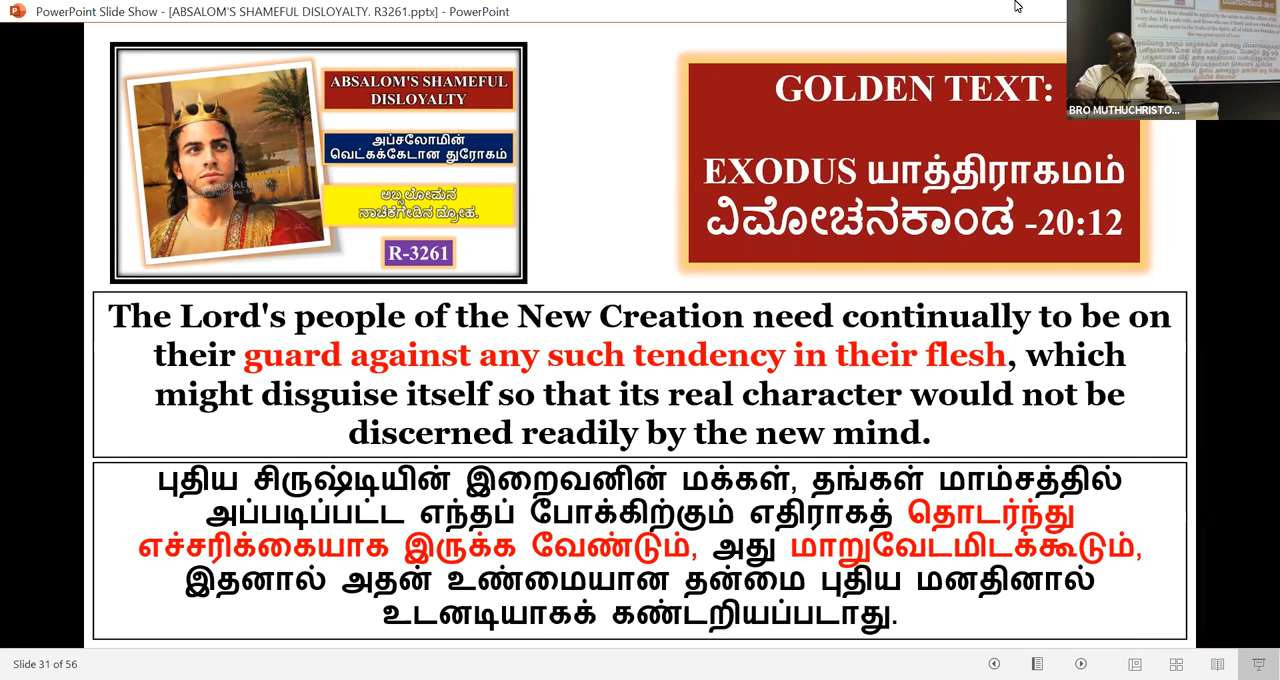 PowerPoint Slide Show - [ABSALOM'S SHAMEFUL DISLOYALTY. R3261.pptx] - PowerPoint
ABSALOM'S SHAMEFUL
DISLOYALTY
அப்சலோமின்
வெட்கக்கேடான துரோகம்
ಅಬ್ಷಲೋಮನ
ನಾಚಿಕೆಗೇಡಿನ ದ್ರೋಹ.
R-3261
GOLDEN TEXT:
EXODUS யாத்திராகமம்
ವಿಮೋಚನಕಾಂಡ -20:12
BRO MUTHUCHRISTO...
The Lord's people of the New Creation need continually to be on
their guard against any such tendency in their flesh, which
might disguise itself so that its real character would not be
discerned readily by the new mind.
புதிய சிருஷ்டியின் இறைவனின் மக்கள், தங்கள் மாம்சத்தில்
அப்படிப்பட்ட எந்தப் போக்கிற்கும் எதிராகத் தொடர்ந்து
எச்சரிக்கையாக இருக்க வேண்டும், அது மாறுவேடமிடக்கூடும்,
இதனால் அதன் உண்மையான தன்மை புதிய மனதினால்
உடனடியாகக் கண்டறியப்படாது.
Slide 31 of 56